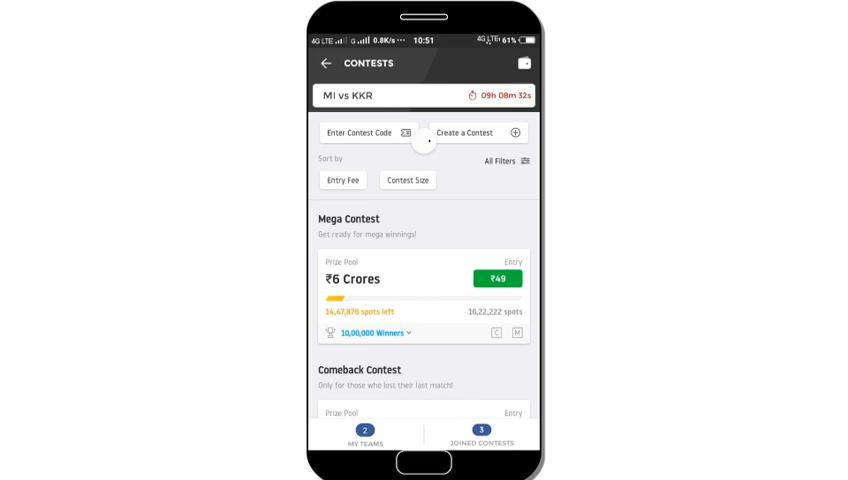 4G LTE G 0.8K/s ··· 10:51 4G LTE 61%
CONTESTS
MI vs KKR 09h 08m 32s
Enter Contest Code Create a Contest
Sort by All Filters
Entry Fee Contest Size
Mega Contest
Get ready for mega winnings!
Prize Pool Entry
₹6 Crores ₹49
14,47,876 spots left 16,22,222 spots
10,00,000 Winners C M
Comeback Contest
Only for those who lost their last match!
Prize Pool Entry
2 3
MY TEAMS JOINED CONTESTS